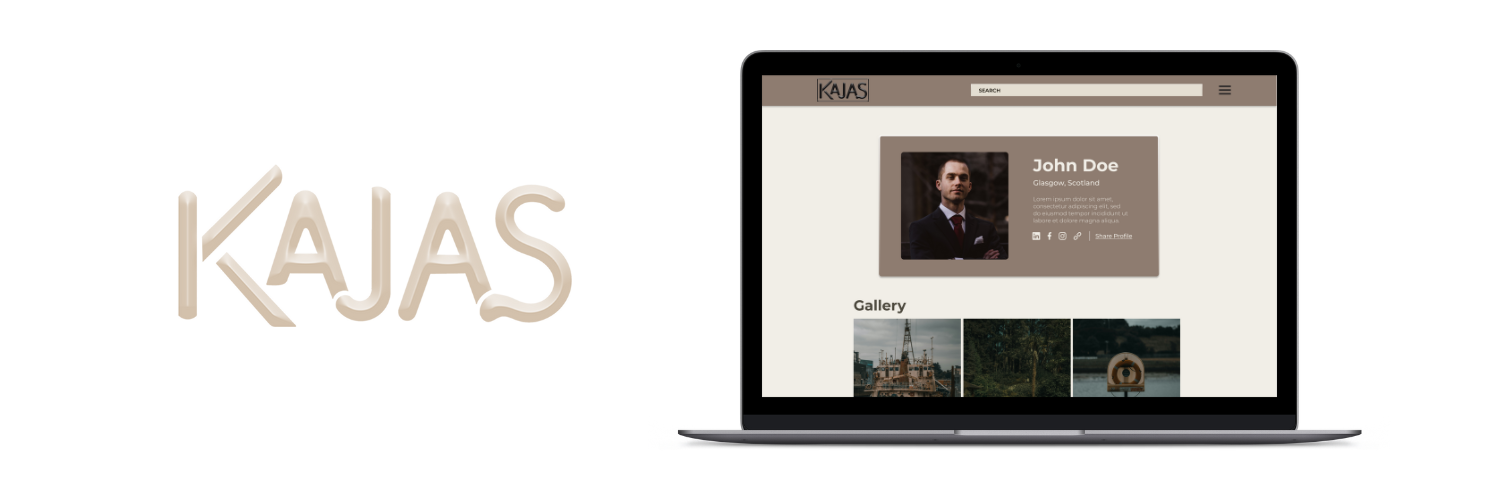 KAJAS
KAJAS
SEARCH
John Doe
Glasgow, Scotland
Lorem ipsum dolor sit amet,
consectetur adipiscing elit, sed
do eiusmod tempor incididunt ut
labore et dolore magna aliqua.
Share Profile
Gallery